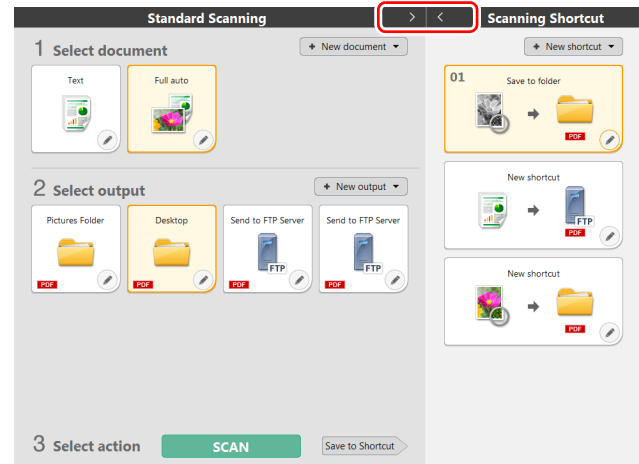 Standard Scanning > < Scanning Shortcut
1 Select document
+ New document
Text
Full auto
2 Select output
+ New output
Pictures Folder
PDF
Desktop
PDF
Send to FTP Server
FTP
PDF
Send to FTP Server
FTP
PDF
3 Select action
SCAN
Save to Shortcut
+ New shortcut
01 Save to folder
PDF
New shortcut
FTP
PDF
New shortcut
PDF